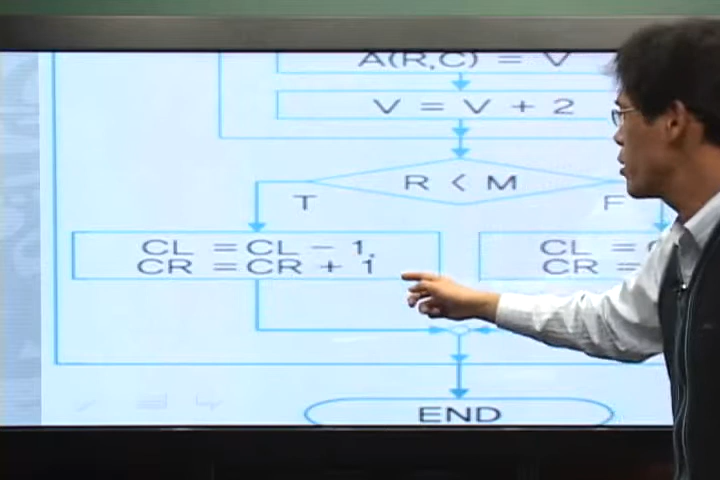 A(R,C) = V
V = V + 2
R < M
T
F
CL = CL - 1,
CR = CR + 1
CL =
CR =
END